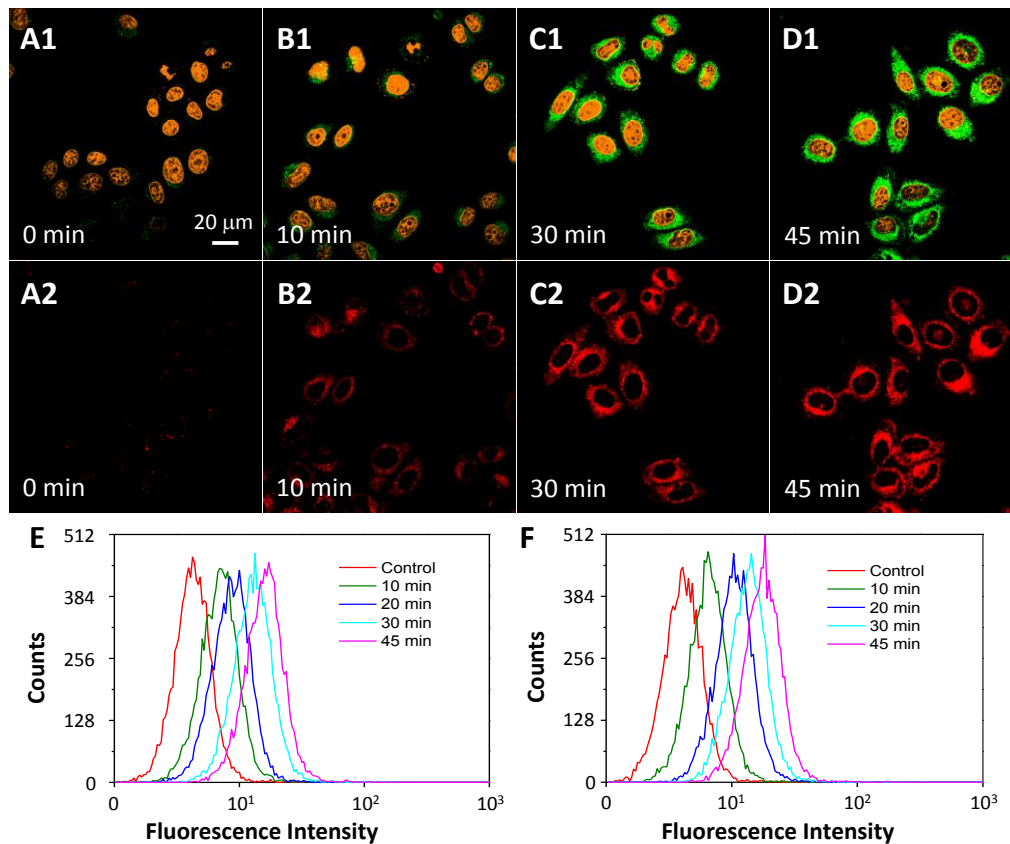 A1
B1
C1
D1
0 min
20 µm
10 min
30 min
45 min
A2
B2
C2
D2
0 min
10 min
30 min
45 min
E
512
384
256
128
0
Counts
Control
10 min
20 min
30 min
45 min
0
10¹
10²
10³
Fluorescence Intensity
F
512
384
256
128
0
Counts
Control
10 min
20 min
30 min
45 min
0
10¹
10²
10³
Fluorescence Intensity